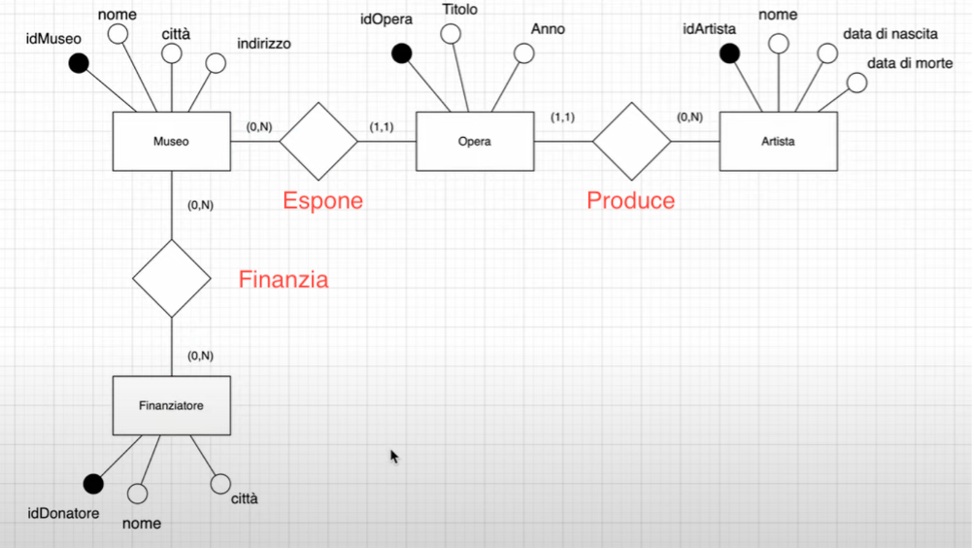 nome
idMuseo
città
indirizzo
idOpera
Titolo
Anno
idArtista
nome
data di nascita
data di morte
Museo
(0,N)
(1,1)
Opera
(1,1)
(0,N)
Artista
Espone
Produce
(0,N)
Finanzia
(0,N)
Finanziatore
idDonatore
nome
città